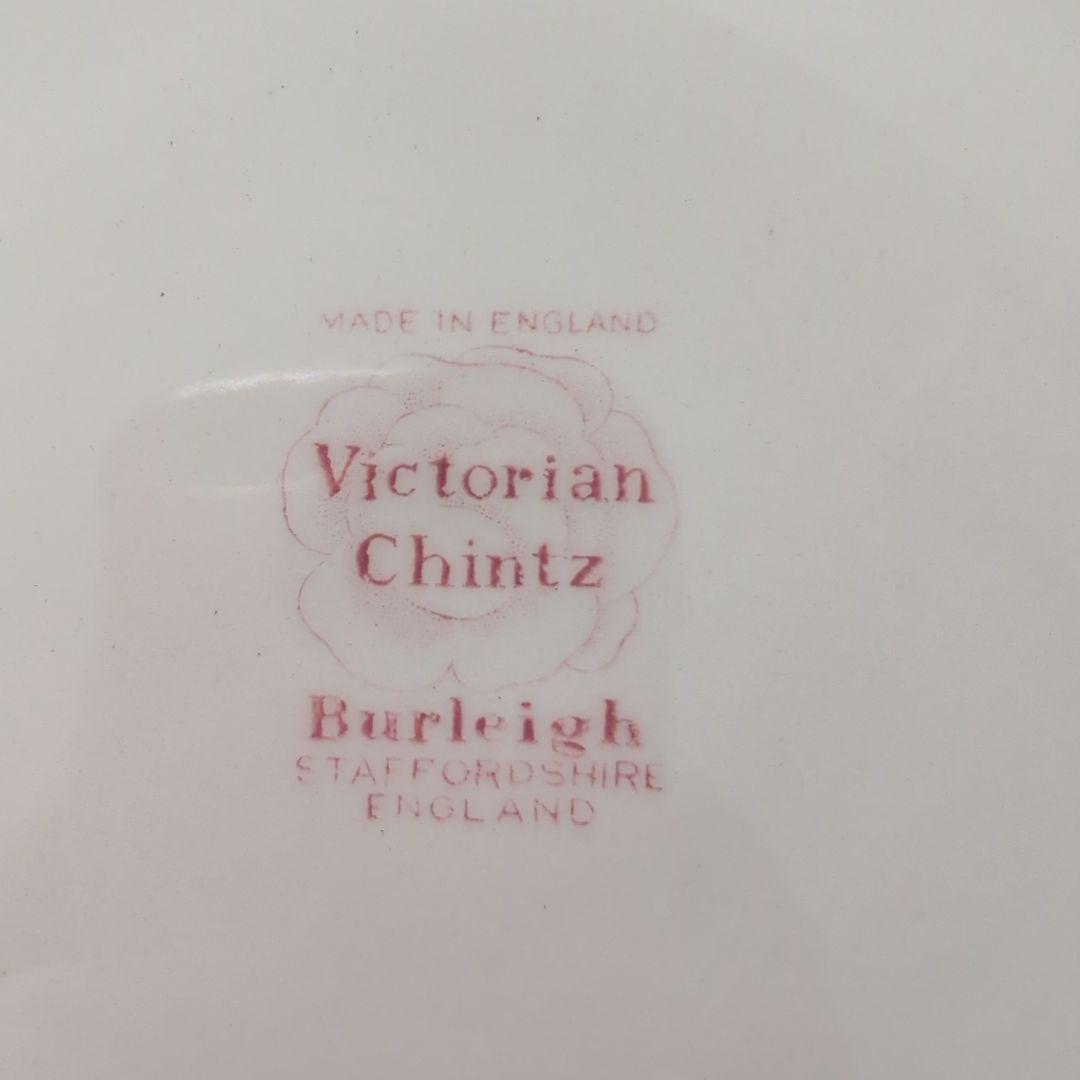 MADE IN ENGLAND
Victorian
Chintz
Burleigh
STAFFORDSHIRE
ENGLAND